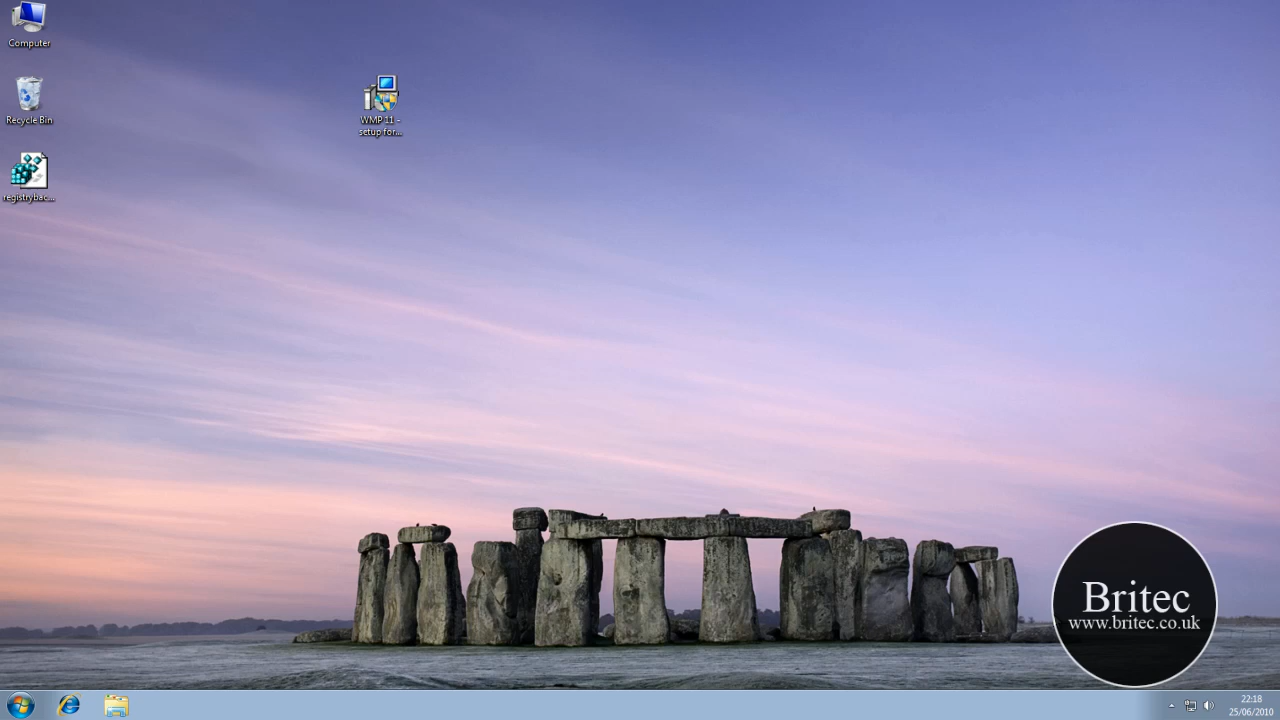 Computer
Recycle Bin
registrybac...
WMP 11 -
setup for...
Britec
www.britec.co.uk
22:18
25/06/2010